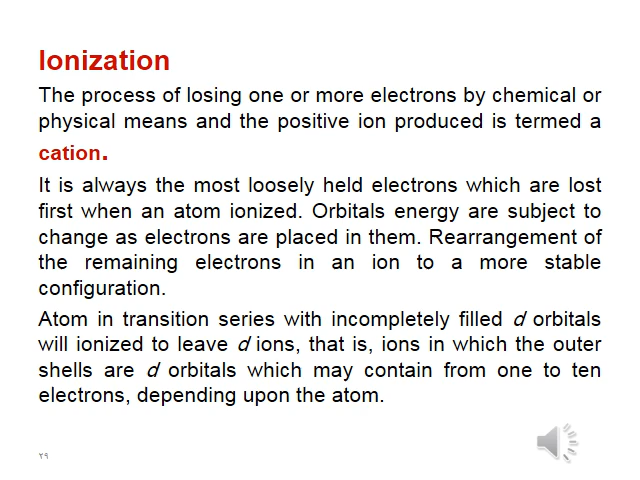 Ionization
The process of losing one or more electrons by chemical or
physical means and the positive ion produced is termed a
cation.
It is always the most loosely held electrons which are lost
first when an atom ionized. Orbitals energy are subject to
change as electrons are placed in them. Rearrangement of
the remaining electrons in an ion to a more stable
configuration.
Atom in transition series with incompletely filled d orbitals
will ionized to leave d ions, that is, ions in which the outer
shells are d orbitals which may contain from one to ten
electrons, depending upon the atom.
٢٩